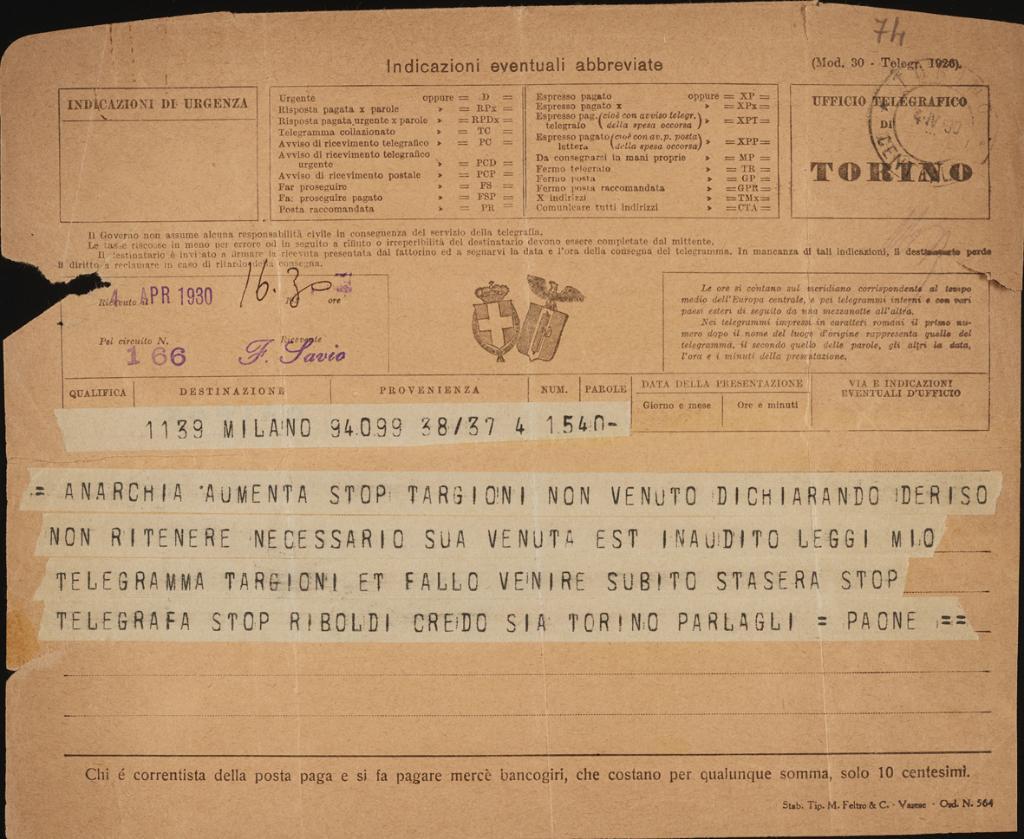 74
Indicazioni eventuali abbreviate
(Mod. 30 - Telegr. 1926).
INDICAZIONI DI URGENZA
Urgente oppure = D =
Risposta pagata x parole » = RPx =
Risposta pagata urgente x parole » = RPDx =
Telegramma collazionato » = TC =
Avviso di ricevimento telegrafico » = PC =
Avviso di ricevimento telegrafico
urgente » = PCD =
Avviso di ricevimento postale » = PCP =
Far proseguire » = FS =
Fa: proseguire pagato » = FSP =
Posta raccomandata » = PR =
Espresso pagato oppure = XP =
Espresso pagato x » = XPx =
Espresso pag. (cioè con avviso telegr.
telegrafo della spesa occorsa) » = XPT =
Espresso pagato (cioè con av. p. posta
lettera della spesa occorsa) » = XPP =
Da consegnarsi in mani proprie » = MP =
Fermo telegrafo » = TR =
Fermo posta » = GP =
Fermo posta raccomandata » = GPR =
X indirizzi » = TMx =
Comunicare tutti indirizzi » = CTA =
UFFICIO TELEGRAFICO
DI
TORINO
Il Governo non assume alcuna responsabilità civile in conseguenza del servizio della telegrafia.
Le tasse riscosse in meno per errore od in seguito a rifiuto o irreperibilità del destinatario devono essere completate dal mittente.
Il destinatario è invitato a firmare la ricevuta presentata dal fattorino ed a segnarvi la data e l'ora della consegna del telegramma. In mancanza di tali indicazioni, il destinatario perde
il diritto a reclamare in caso di ritardo della consegna.
Ricevuto il 4 APR 1930 16.30 ore
Pel circuito N. Ricevente
166 F. Savio
Le ore si contano sul meridiano corrispondente al tempo
medio dell'Europa centrale, e pei telegrammi interni e con vari
paesi esteri di seguito da una mezzanotte all'altra.
Nei telegrammi impressi in caratteri romani il primo nu-
mero dopo il nome del luogo d'origine rappresenta quello del
telegramma, il secondo quello delle parole, gli altri la data,
l'ora e i minuti della presentazione.
QUALIFICA DESTINAZIONE PROVENIENZA NUM. PAROLE DATA DELLA PRESENTAZIONE VIA E INDICAZIONI
Giorno e mese Ore e minuti EVENTUALI D'UFFICIO
1139 MILANO 94099 38/37 4 1540-
= ANARCHIA AUMENTA STOP TARGIONI NON VENUTO DICHIARANDO DERISO
NON RITENERE NECESSARIO SUA VENUTA EST INAUDITO LEGGI MIO
TELEGRAMMA TARGIONI ET FALLO VENIRE SUBITO STASERA STOP
TELEGRAFA STOP RIBOLDI CREDO SIA TORINO PARLAGLI = PAONE ==
Chi é correntista della posta paga e si fa pagare mercè bancogiri, che costano per qualunque somma, solo 10 centesimi.
Stab. Tip. M. Feltro & C. - Varese - Ord. N. 564